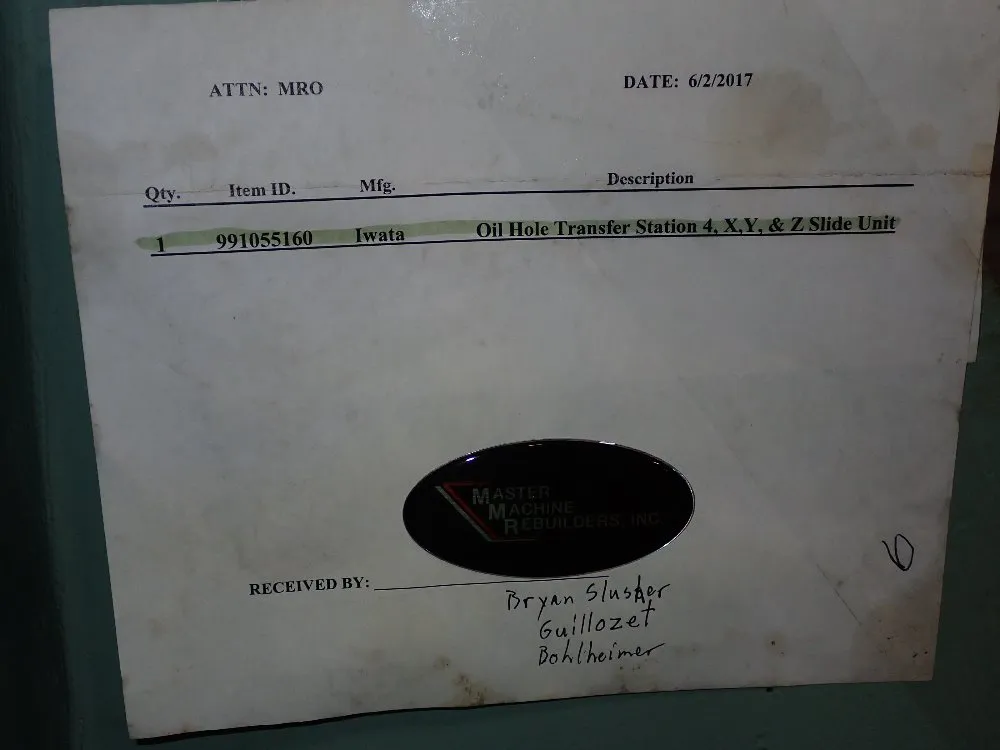 ATTN: MRO
DATE: 6/2/2017
Qty. Item ID. Mfg. Description
1 991055160 Iwata Oil Hole Transfer Station 4, X,Y, & Z Slide Unit
MASTER
MACHINE
REBUILDERS, INC
RECEIVED BY:
Bryan Slusher
Guillozet
Bohlheimer